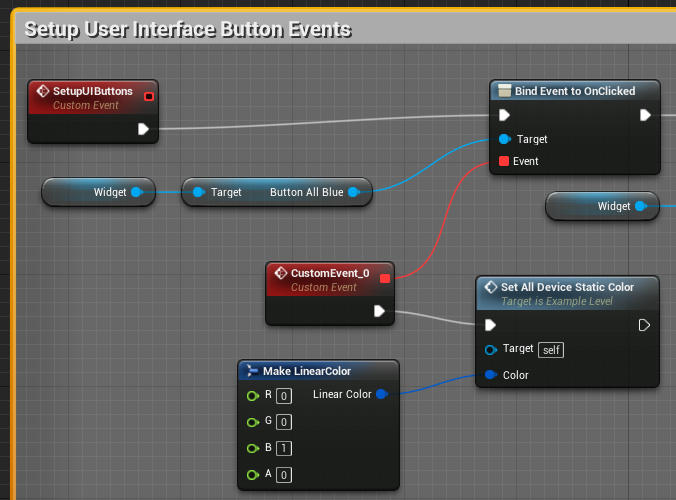 Setup User Interface Button Events
SetupUIButtons
Custom Event
Bind Event to OnClicked
Target
Event
Widget
Target Button All Blue
Widget
CustomEvent_0
Custom Event
Set All Device Static Color
Target is Example Level
Target self
Color
Make LinearColor
R 0 Linear Color
G 0
B 1
A 0